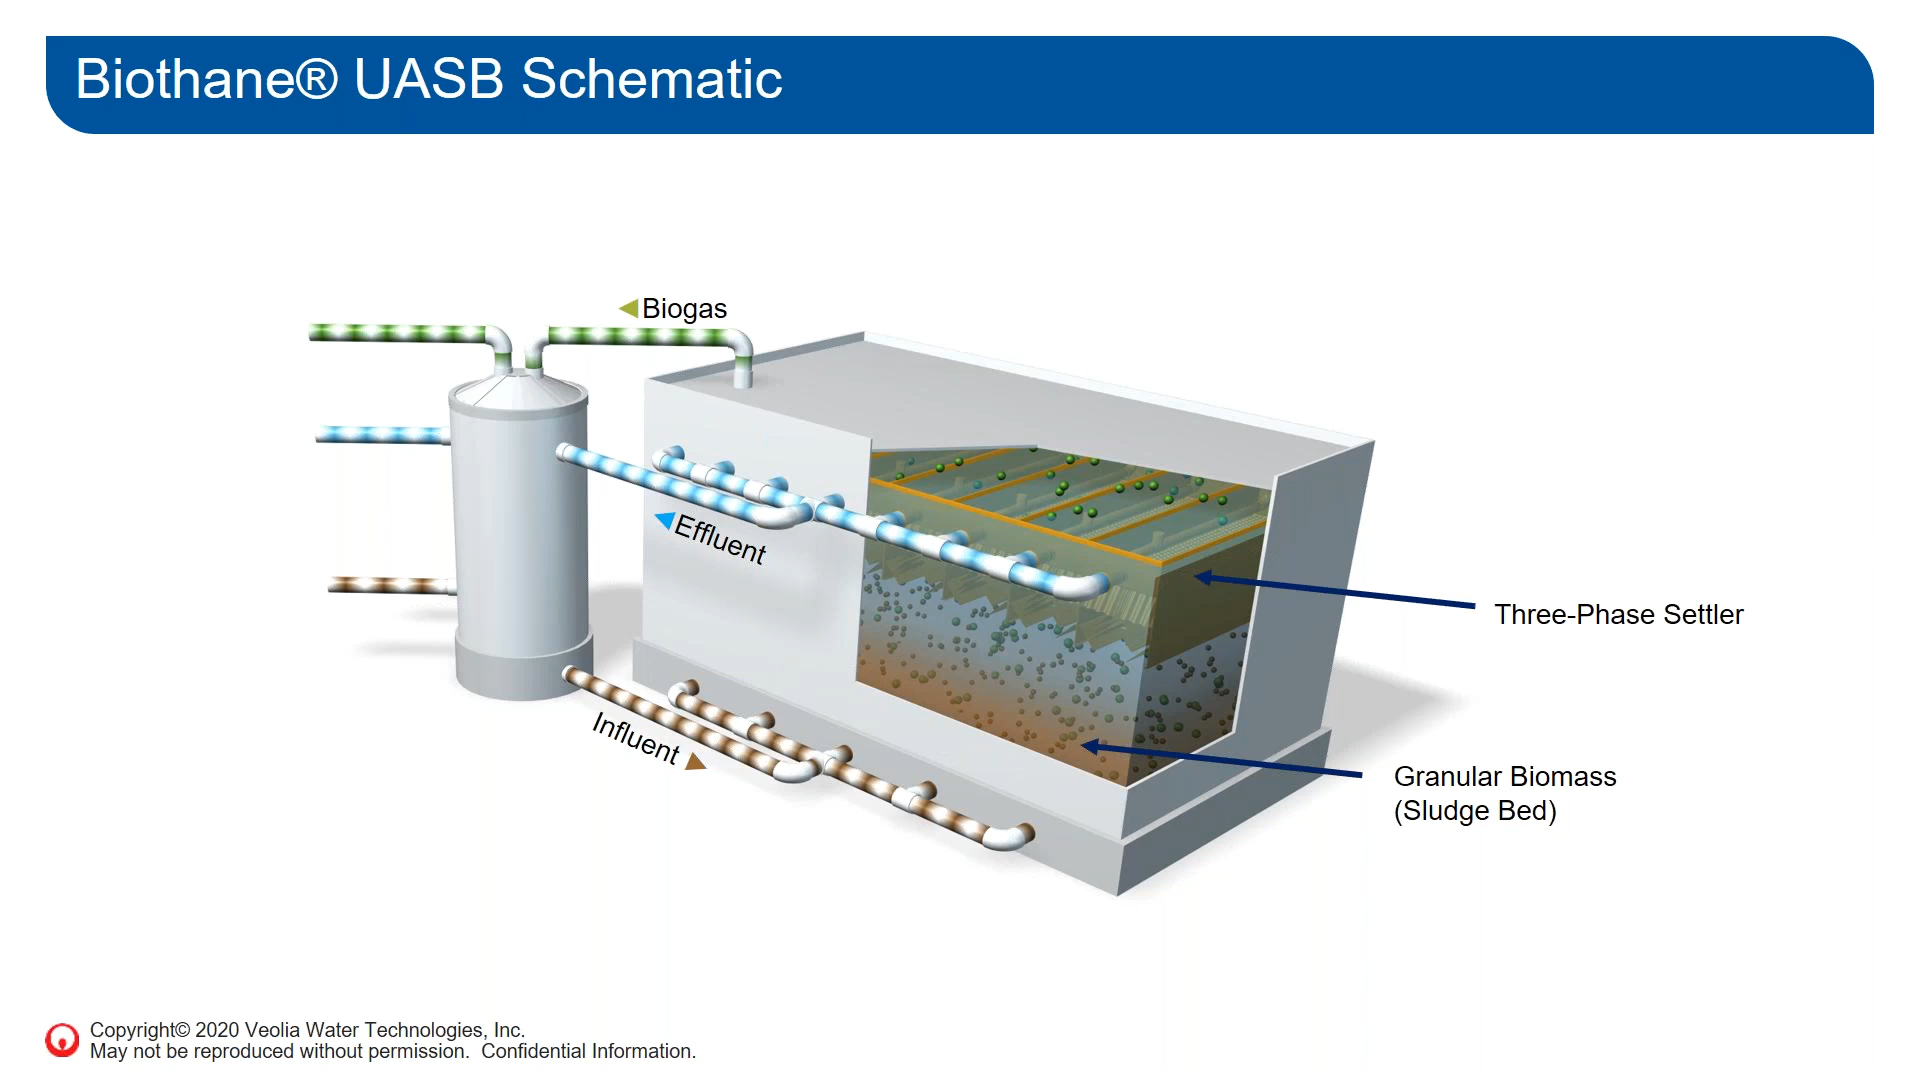 Biothane® UASB Schematic
Biogas
Effluent
Influent
Three-Phase Settler
Granular Biomass
(Sludge Bed)
Copyright© 2020 Veolia Water Technologies, Inc.
May not be reproduced without permission.  Confidential Information.